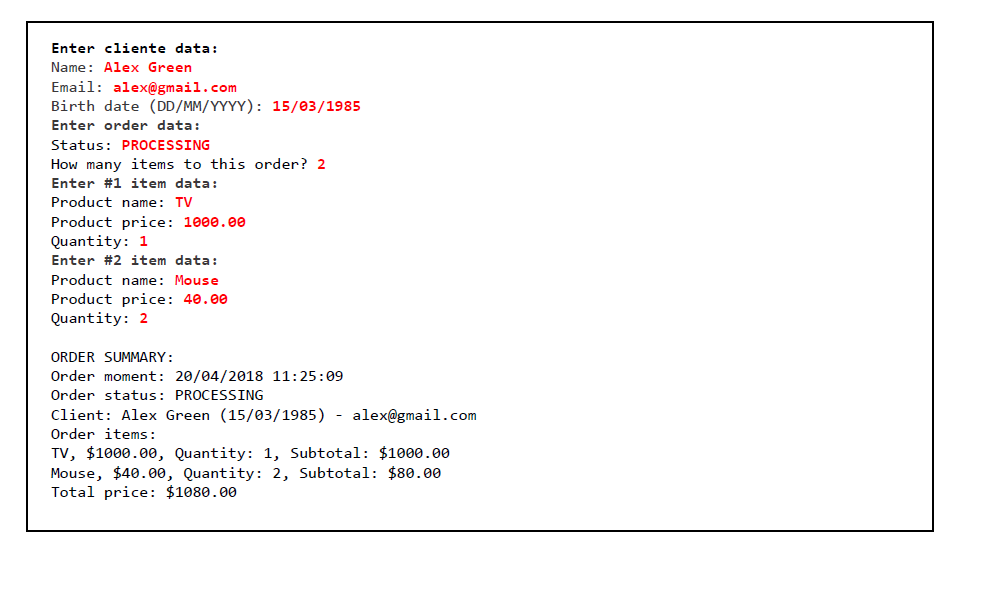 Enter cliente data:
Name: Alex Green
Email: alex@gmail.com
Birth date (DD/MM/YYYY): 15/03/1985
Enter order data:
Status: PROCESSING
How many items to this order? 2
Enter #1 item data:
Product name: TV
Product price: 1000.00
Quantity: 1
Enter #2 item data:
Product name: Mouse
Product price: 40.00
Quantity: 2
ORDER SUMMARY:
Order moment: 20/04/2018 11:25:09
Order status: PROCESSING
Client: Alex Green (15/03/1985) - alex@gmail.com
Order items:
TV, $1000.00, Quantity: 1, Subtotal: $1000.00
Mouse, $40.00, Quantity: 2, Subtotal: $80.00
Total price: $1080.00